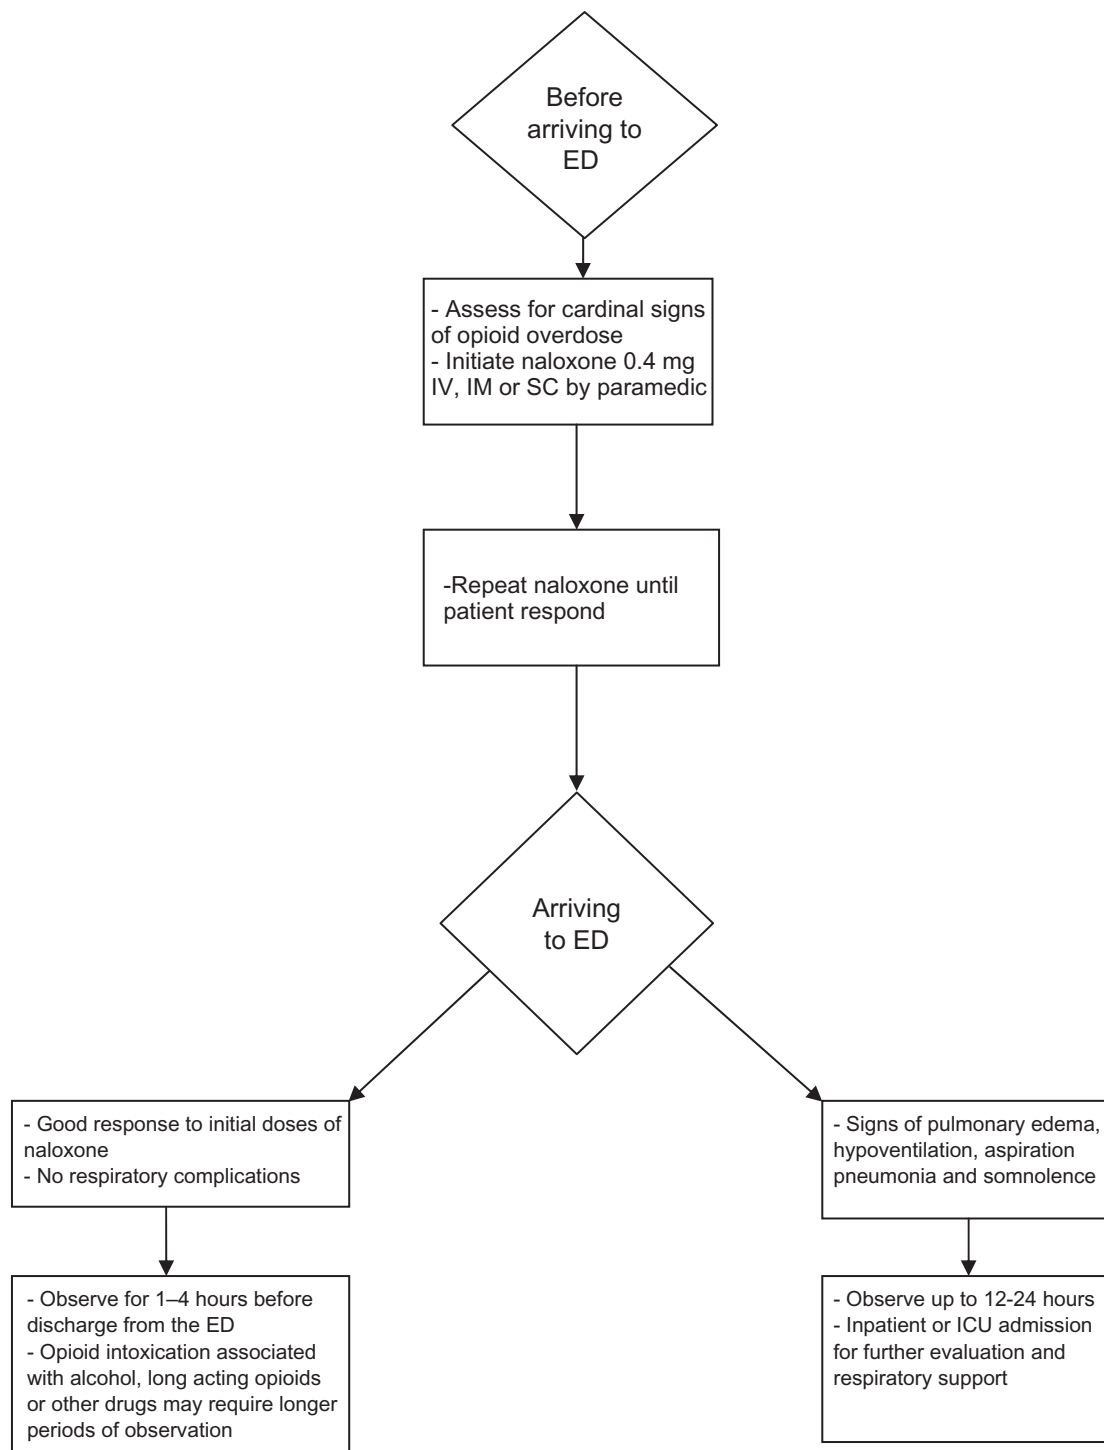 Before
arriving to
ED
- Assess for cardinal signs
of opioid overdose
- Initiate naloxone 0.4 mg
IV, IM or SC by paramedic
-Repeat naloxone until
patient respond
Arriving
to ED
- Good response to initial doses of
naloxone
- No respiratory complications
- Signs of pulmonary edema,
hypoventilation, aspiration
pneumonia and somnolence
- Observe for 1–4 hours before
discharge from the ED
- Opioid intoxication associated
with alcohol, long acting opioids
or other drugs may require longer
periods of observation
- Observe up to 12-24 hours
- Inpatient or ICU admission
for further evaluation and
respiratory support